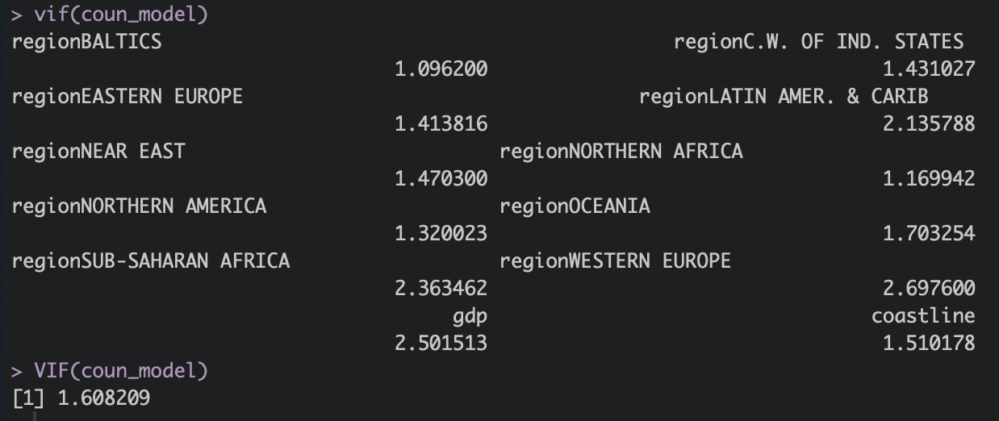 > vif(coun_model)
regionBALTICS regionC.W. OF IND. STATES
1.096200 1.431027
regionEASTERN EUROPE regionLATIN AMER. & CARIB
1.413816 2.135788
regionNEAR EAST regionNORTHERN AFRICA
1.470300 1.169942
regionNORTHERN AMERICA regionOCEANIA
1.320023 1.703254
regionSUB-SAHARAN AFRICA regionWESTERN EUROPE
2.363462 2.697600
gdp coastline
2.501513 1.510178
> VIF(coun_model)
[1] 1.608209